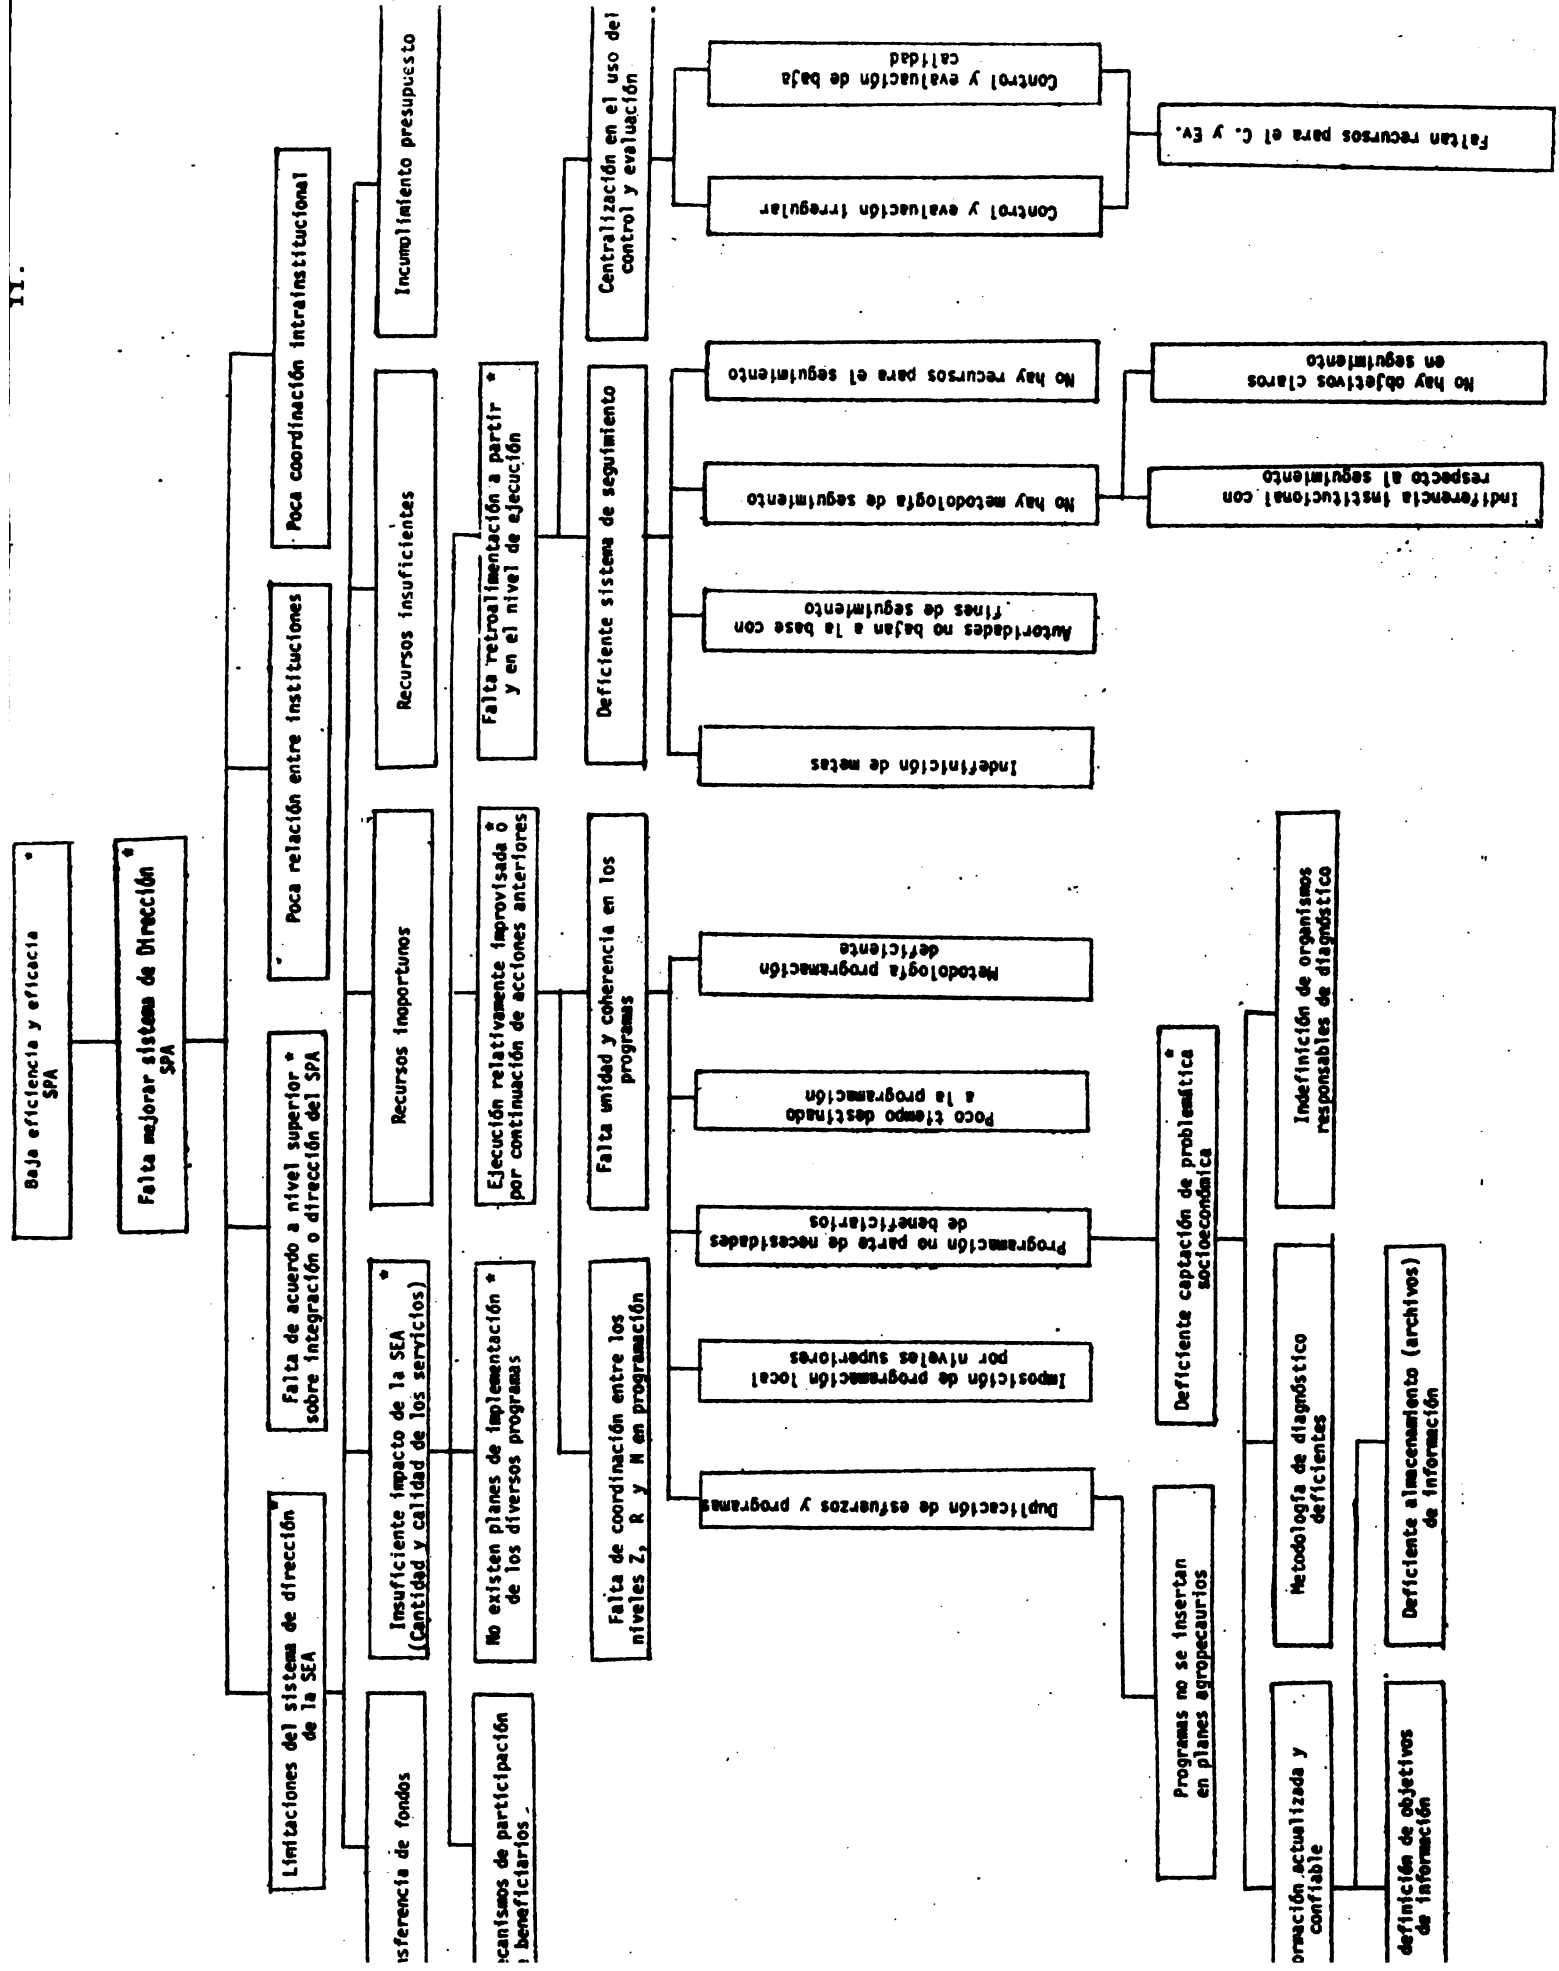 11.
Baja eficiencia y eficacia *
SPA
Falta mejorar sistema de Dirección *
SPA
Limitaciones del sistema de dirección *
de la SEA
Falta de acuerdo a nivel superior *
sobre integración o dirección del SPA
Poca relación entre instituciones
Poca coordinación intrainstitucional
nsferencia de fondos
Insuficiente impacto de la SEA *
(Cantidad y calidad de los servicios)
Recursos inoportunos
Recursos insuficientes
Incumolimiento presupuesto
ecanismos de participación
beneficiarios
No existen planes de implementación *
de los diversos programas
Ejecución relativamente improvisada o *
por continuación de acciones anteriores
Falta retroalimentación a partir *
y en el nivel de ejecución
Falta de coordinación entre los
niveles Z, R y N en programación
Falta unidad y coherencia en los
programas
Deficiente sistema de seguimiento
Centralización en el uso del
control y evaluación
Duplicación de esfuerzos y programas
Imposición de programación local
por niveles superiores
Programación no parte de necesidades
de beneficiarios
Poco tiempo destinado
a la programación
Metodología programación
deficiente
Indefinición de metas
Autoridades no bajan a la base con
fines de seguimiento
No hay metodología de seguimiento
No hay recursos para el seguimiento
Control y evaluación irregular
Control y evaluación de baja
calidad
Programas no se insertan
en planes agropecaurios
Deficiente captación de problemática *
socioeconómica
Indiferencia institucional con
respecto al seguimiento
No hay objetivos claros
en seguimiento
Faltan recursos para el C. y Ev.
ormación actualizada y
confiable
Metodología de diagnóstico
deficientes
Indefinición de organismos
responsables de diagnóstico
definición de objetivos
de información
Deficiente almacenamiento (archivos)
de información